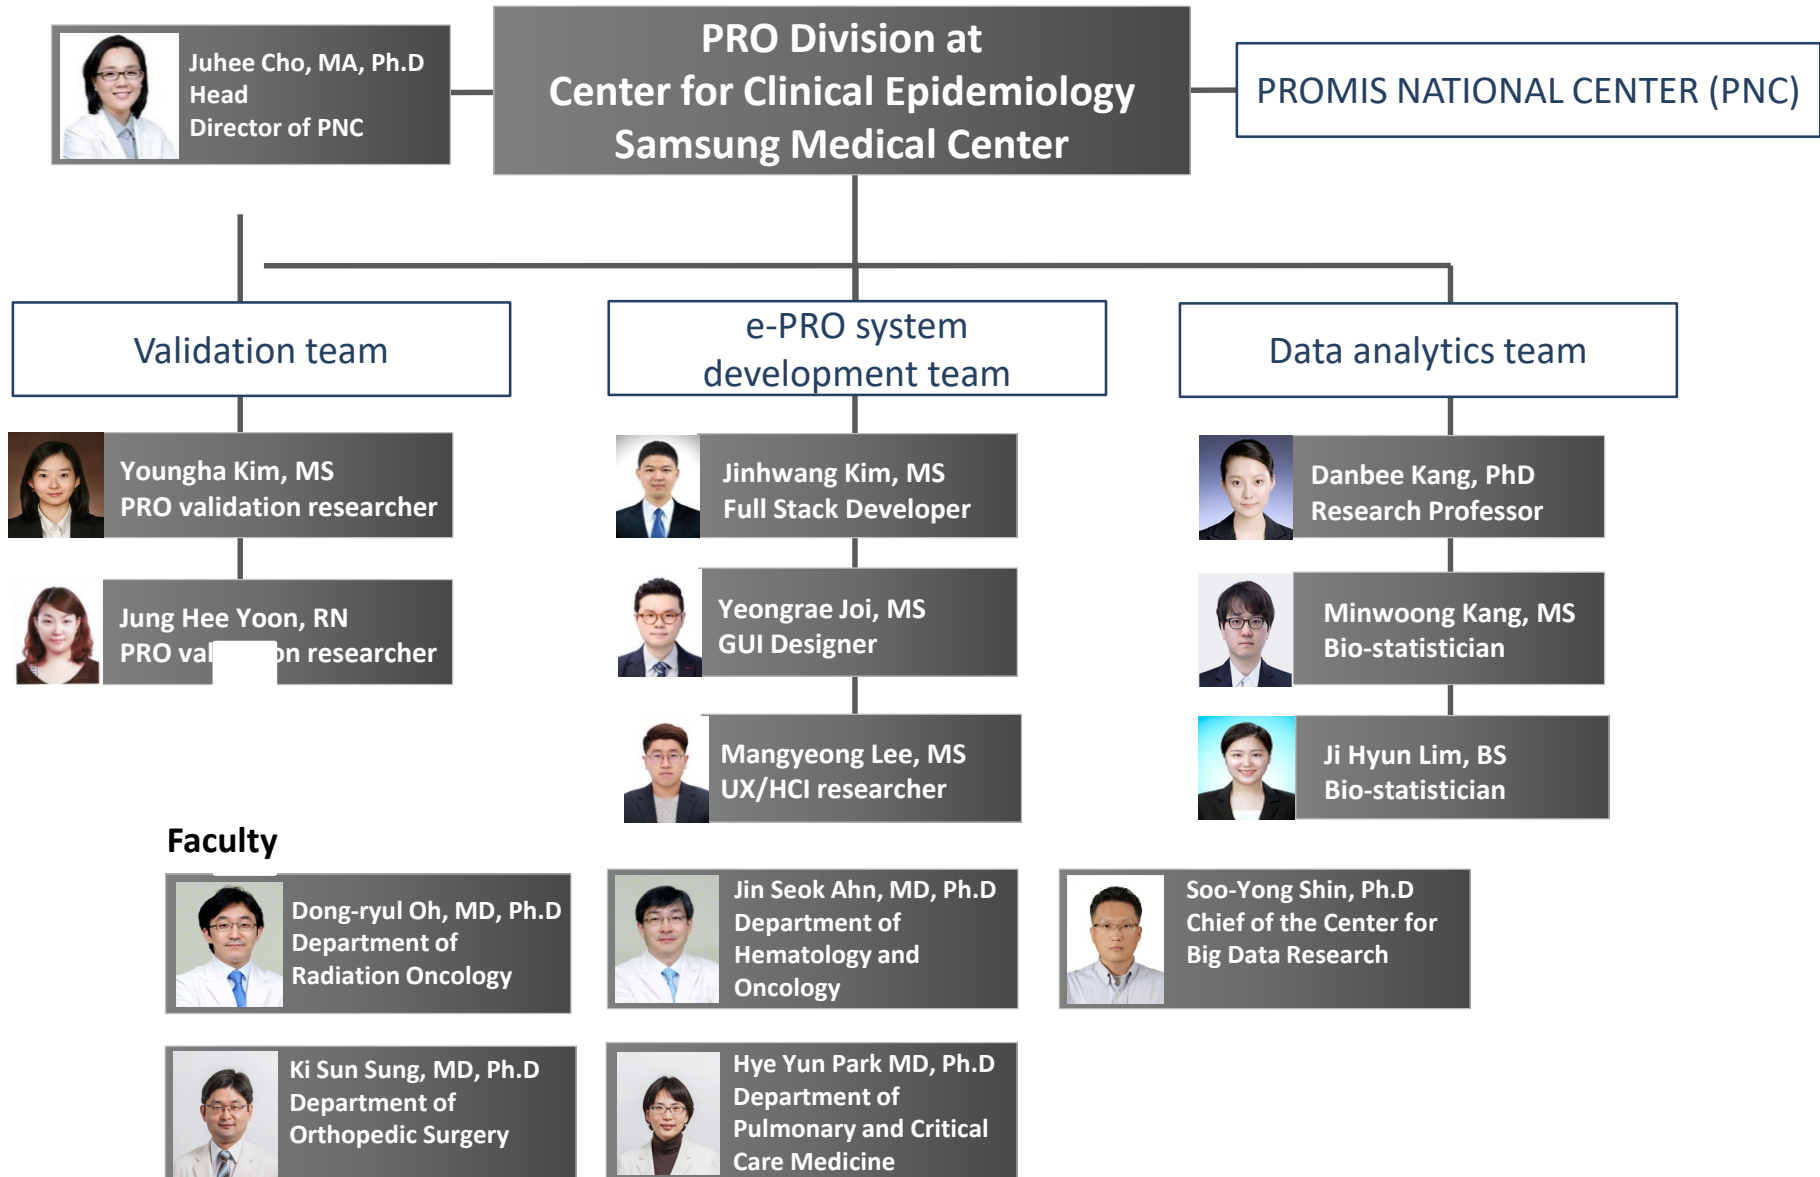 Juhee Cho, MA, Ph.D
Head
Director of PNC
PRO Division at
Center for Clinical Epidemiology
Samsung Medical Center
PROMIS NATIONAL CENTER (PNC)
Validation team
Youngha Kim, MS
PRO validation researcher
Jung Hee Yoon, RN
PRO val on researcher
e-PRO system
development team
Jinhwang Kim, MS
Full Stack Developer
Yeongrae Joi, MS
GUI Designer
Mangyeong Lee, MS
UX/HCI researcher
Data analytics team
Danbee Kang, PhD
Research Professor
Minwoong Kang, MS
Bio-statistician
Ji Hyun Lim, BS
Bio-statistician
Faculty
Dong-ryul Oh, MD, Ph.D
Department of
Radiation Oncology
Jin Seok Ahn, MD, Ph.D
Department of
Hematology and
Oncology
Soo-Yong Shin, Ph.D
Chief of the Center for
Big Data Research
Ki Sun Sung, MD, Ph.D
Department of
Orthopedic Surgery
Hye Yun Park MD, Ph.D
Department of
Pulmonary and Critical
Care Medicine